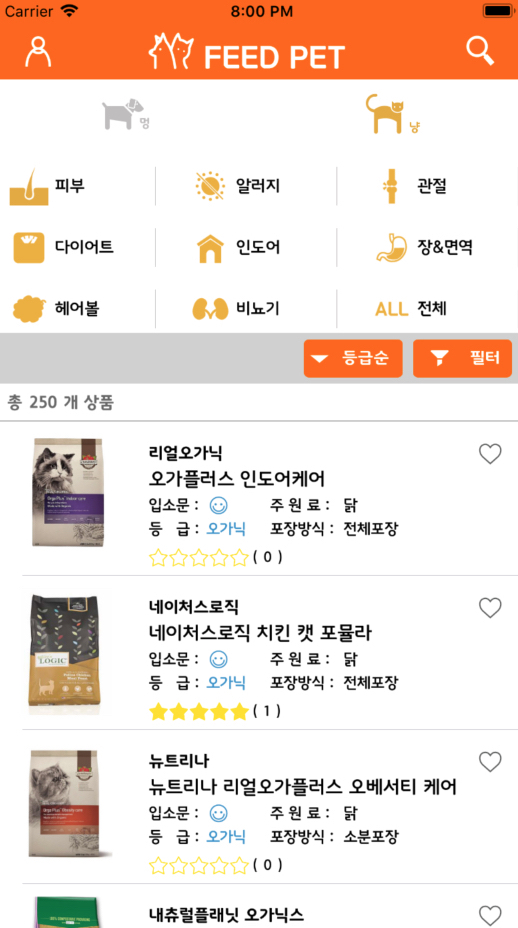 Carrier 8:00 PM
FEED PET
멍 냥
피부 알러지 관절
다이어트 인도어 장&면역
헤어볼 비뇨기 ALL 전체
등급순 필터
총 250 개 상품
리얼오가닉
오가플러스 인도어케어
입소문 : 주 원 료 : 닭
등 급 : 오가닉 포장방식 : 전체포장
( 0 )
LOGIC
네이처스로직
네이처스로직 치킨 캣 포뮬라
입소문 : 주 원 료 : 닭
등 급 : 오가닉 포장방식 : 전체포장
( 1 )
뉴트리나
뉴트리나 리얼오가플러스 오베서티 케어
입소문 : 주 원 료 : 닭
등 급 : 오가닉 포장방식 : 소분포장
( 0 )
내츄럴플래닛 오가닉스